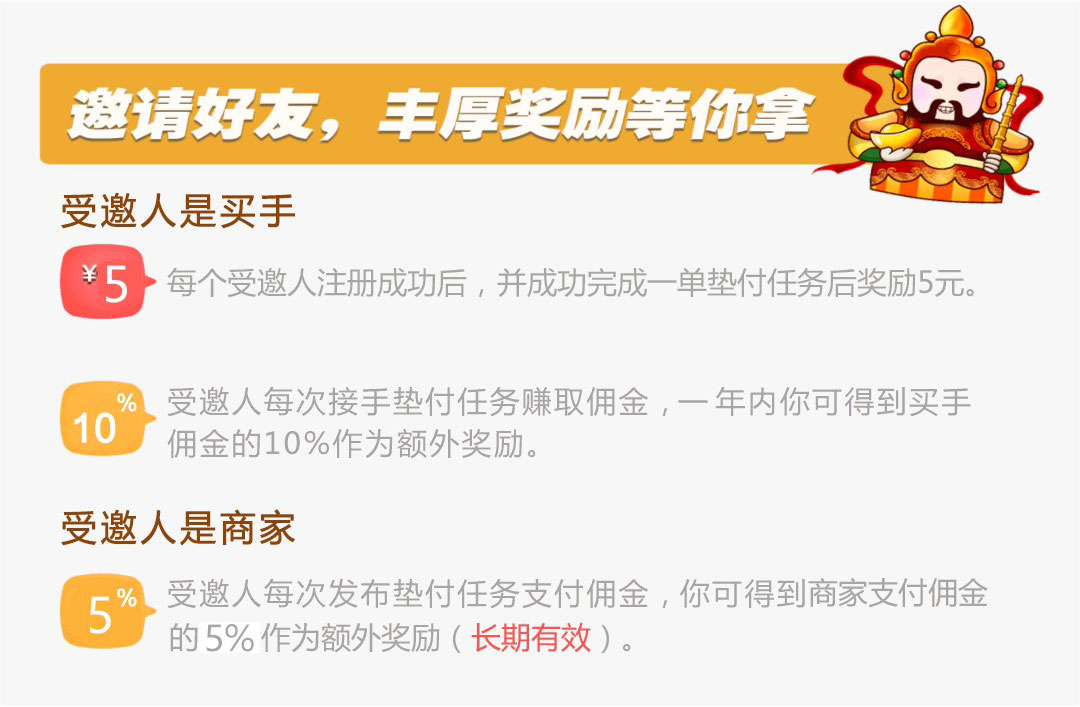 邀请好友，丰厚奖励等你拿
受邀人是买手
¥5
每个受邀人注册成功后，并成功完成一单垫付任务后奖励5元。
10%
受邀人每次接手垫付任务赚取佣金，一年内你可得到买手
佣金的10%作为额外奖励。
受邀人是商家
5%
受邀人每次发布垫付任务支付佣金，你可得到商家支付佣金
的5%作为额外奖励（长期有效）。